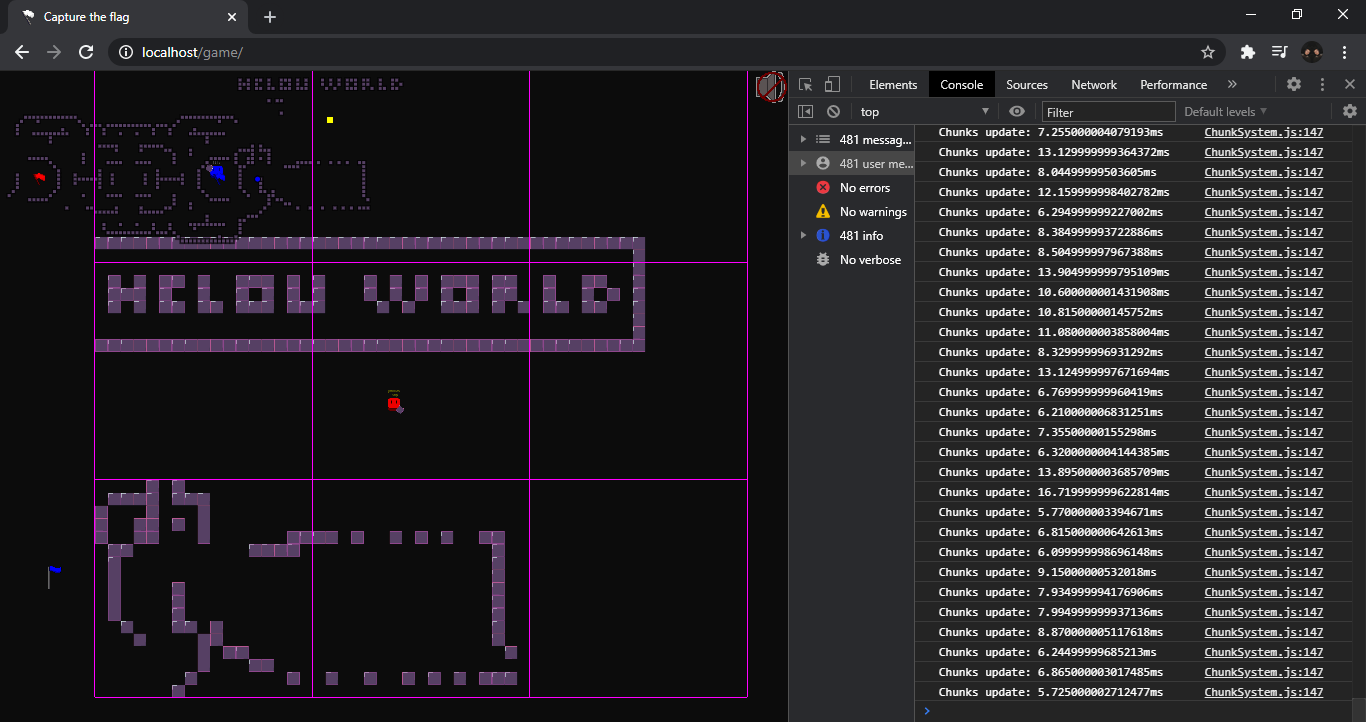 Capture the flag
localhost/game/
HELOU WORLD
HELOU WORLD
Elements Console Sources Network Performance
top Filter Default levels
481 messag...
481 user me...
No errors
No warnings
481 info
No verbose
Chunks update: 7.255000004079193ms ChunkSystem.js:147
Chunks update: 13.129999999364372ms ChunkSystem.js:147
Chunks update: 8.04499999503605ms ChunkSystem.js:147
Chunks update: 12.159999998402782ms ChunkSystem.js:147
Chunks update: 6.294999999227002ms ChunkSystem.js:147
Chunks update: 8.384999993722886ms ChunkSystem.js:147
Chunks update: 8.504999997967388ms ChunkSystem.js:147
Chunks update: 13.904999999795109ms ChunkSystem.js:147
Chunks update: 10.600000001431908ms ChunkSystem.js:147
Chunks update: 10.81500000145752ms ChunkSystem.js:147
Chunks update: 11.080000003858004ms ChunkSystem.js:147
Chunks update: 8.329999996931292ms ChunkSystem.js:147
Chunks update: 13.124999997671694ms ChunkSystem.js:147
Chunks update: 6.769999999960419ms ChunkSystem.js:147
Chunks update: 6.210000006831251ms ChunkSystem.js:147
Chunks update: 7.35500000155298ms ChunkSystem.js:147
Chunks update: 6.3200000004144385ms ChunkSystem.js:147
Chunks update: 13.895000003685709ms ChunkSystem.js:147
Chunks update: 16.719999999622814ms ChunkSystem.js:147
Chunks update: 5.770000003394671ms ChunkSystem.js:147
Chunks update: 6.815000000642613ms ChunkSystem.js:147
Chunks update: 6.099999998696148ms ChunkSystem.js:147
Chunks update: 9.15000000532018ms ChunkSystem.js:147
Chunks update: 7.934999994176906ms ChunkSystem.js:147
Chunks update: 7.994999999937136ms ChunkSystem.js:147
Chunks update: 8.870000005117618ms ChunkSystem.js:147
Chunks update: 6.24499999685213ms ChunkSystem.js:147
Chunks update: 6.865000003017485ms ChunkSystem.js:147
Chunks update: 5.725000002712477ms ChunkSystem.js:147